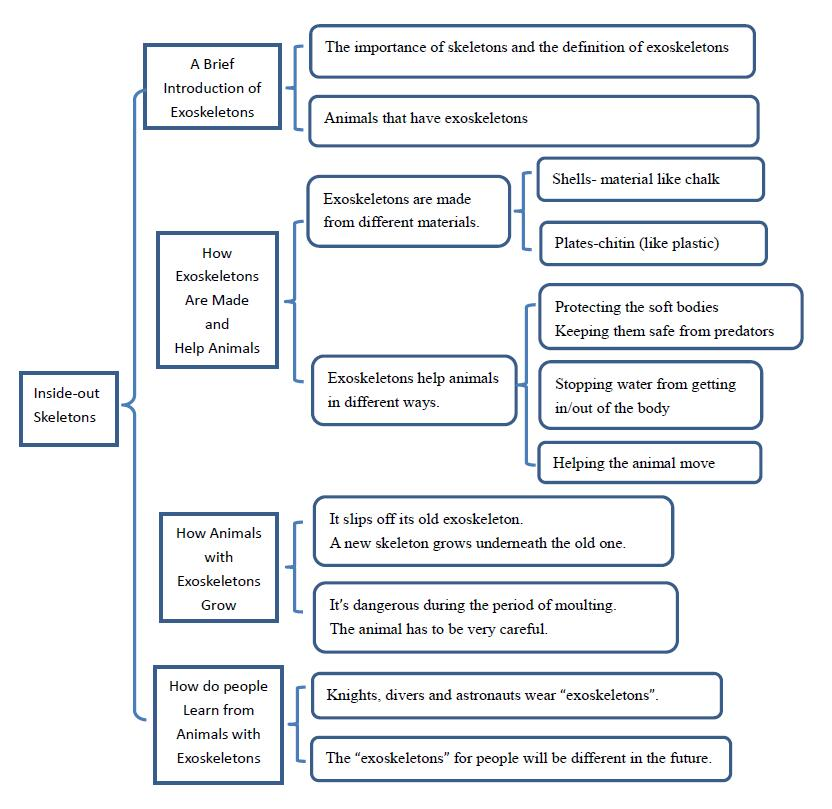 Inside-out
Skeletons
A Brief
Introduction of
Exoskeletons
The importance of skeletons and the definition of exoskeletons
Animals that have exoskeletons
How
Exoskeletons
Are Made
and
Help Animals
Exoskeletons are made
from different materials.
Shells- material like chalk
Plates-chitin (like plastic)
Exoskeletons help animals
in different ways.
Protecting the soft bodies
Keeping them safe from predators
Stopping water from getting
in/out of the body
Helping the animal move
How Animals
with
Exoskeletons
Grow
It slips off its old exoskeleton.
A new skeleton grows underneath the old one.
It's dangerous during the period of moulting.
The animal has to be very careful.
How do people
Learn from
Animals with
Exoskeletons
Knights, divers and astronauts wear “exoskeletons”.
The “exoskeletons” for people will be different in the future.